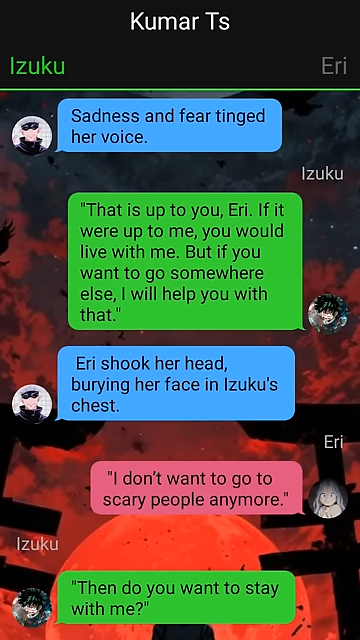 Kumar Ts
Izuku Eri
Sadness and fear tinged
her voice.
Izuku
"That is up to you, Eri. If it
were up to me, you would
live with me. But if you
want to go somewhere
else, I will help you with
that."
Eri shook her head,
burying her face in Izuku's
chest.
Eri
"I don’t want to go to
scary people anymore."
Izuku
"Then do you want to stay
with me?"